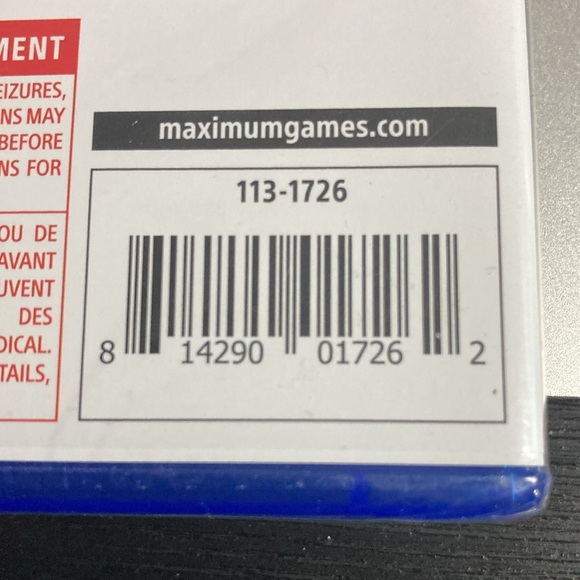 MENT
EIZURES,
NS MAY
BEFORE
NS FOR
OU DE
AVANT
UVENT
DES
DICAL.
TAILS,
maximumgames.com
113-1726
8 14290 01726 2